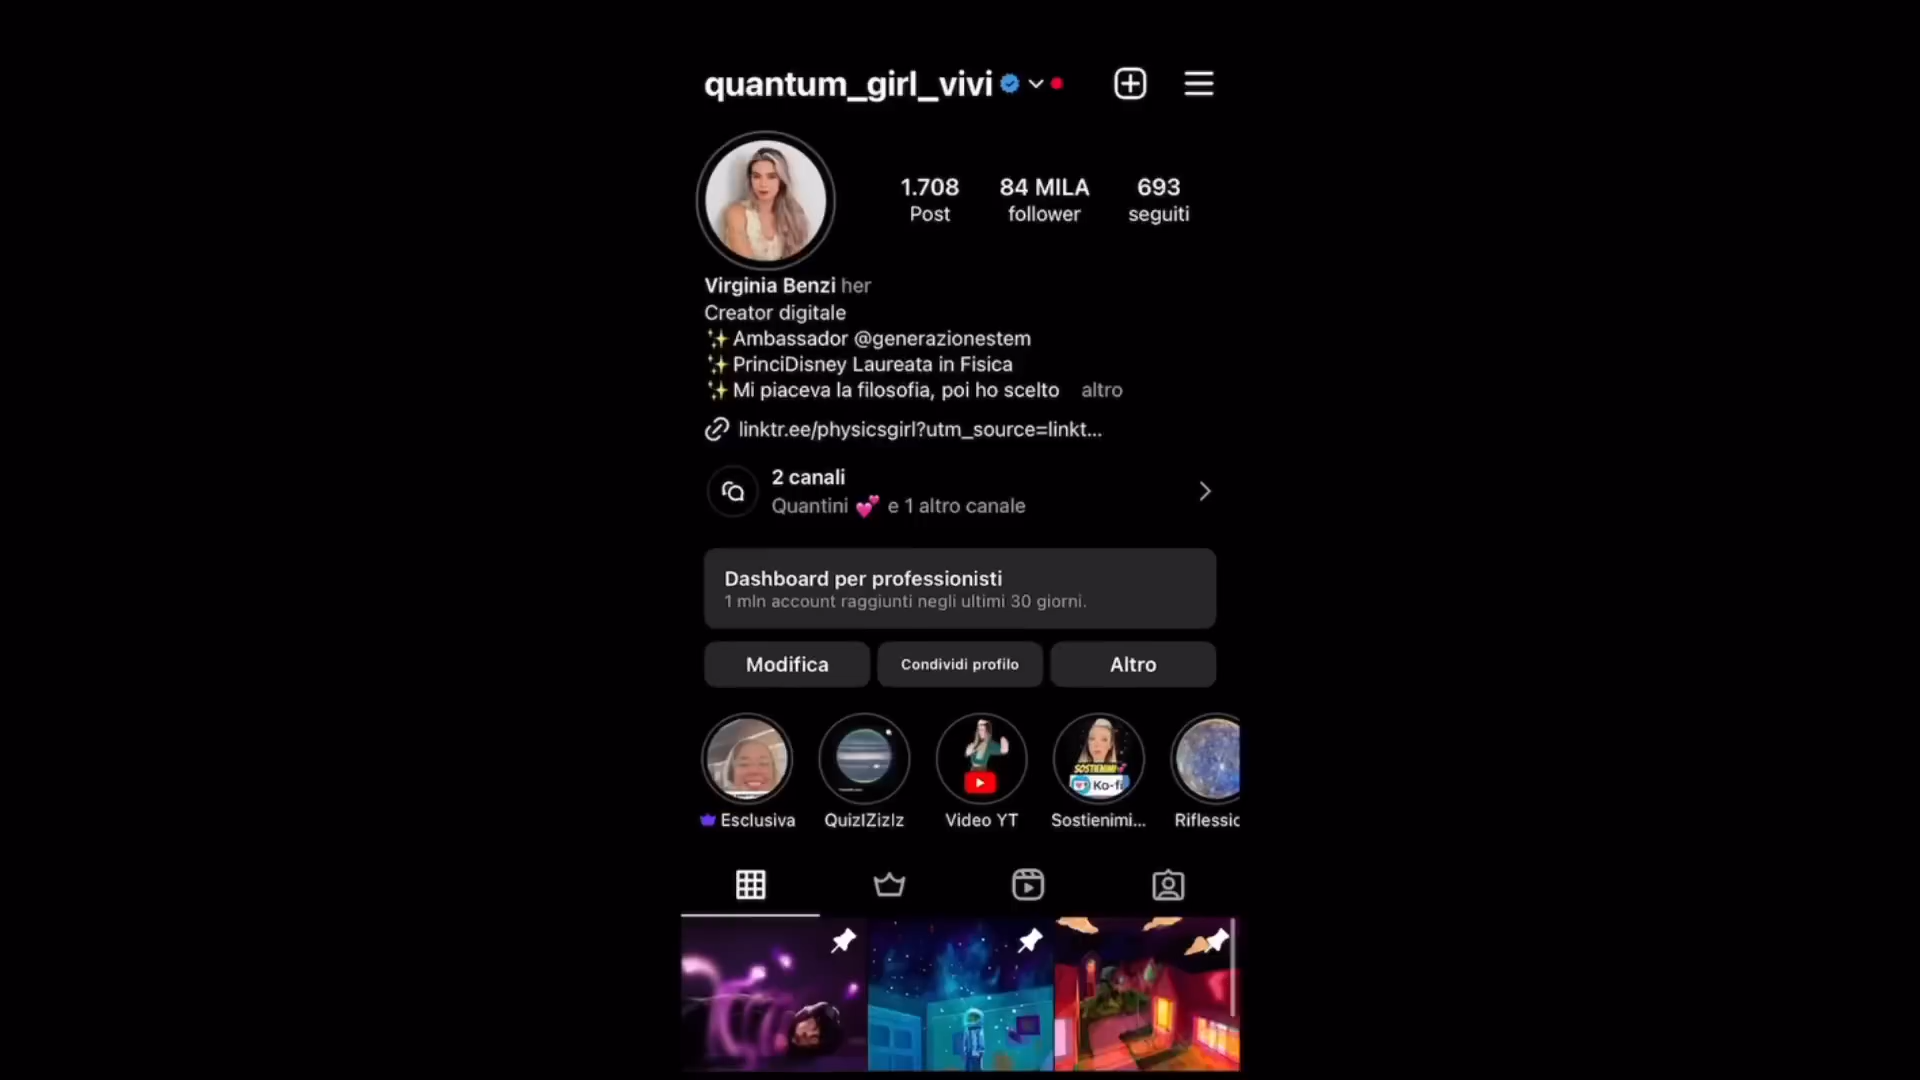 quantum_girl_vivi
1.708
Post
84 MILA
follower
693
seguiti
Virginia Benzi her
Creator digitale
✨Ambassador @generazionestem
✨PrinciDisney Laureata in Fisica
✨Mi piaceva la filosofia, poi ho scelto altro
linktr.ee/physicsgirl?utm_source=linkt...
2 canali
Quantini 💕 e 1 altro canale
Dashboard per professionisti
1 mln account raggiunti negli ultimi 30 giorni.
Modifica
Condividi profilo
Altro
SOSTIENIMI
Ko-fi
Esclusiva
QuizIZizIz
Video YT
Sostienimi...
Riflessic